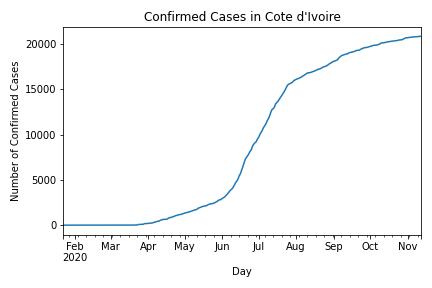 Confirmed Cases in Cote d'Ivoire
Number of Confirmed Cases
20000
15000
10000
5000
0
Feb Mar Apr May Jun Jul Aug Sep Oct Nov
2020
Day